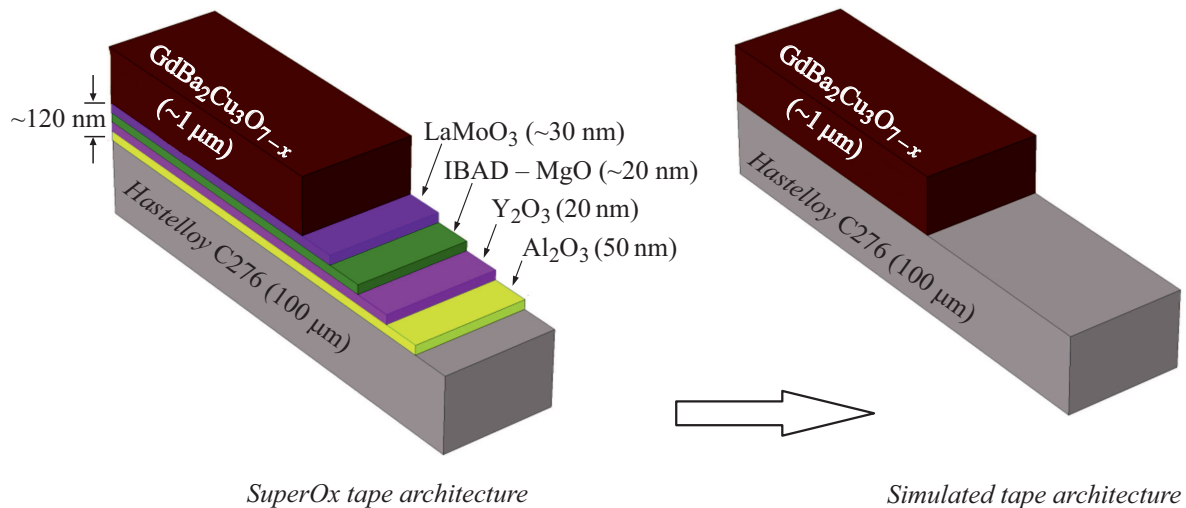 GdBa₂Cu₃O₇₋ₓ
(~1 μm)
~120 nm
LaMoO₃ (~30 nm)
IBAD – MgO (~20 nm)
Y₂O₃ (20 nm)
Al₂O₃ (50 nm)
Hastelloy C276 (100 μm)
SuperOx tape architecture
GdBa₂Cu₃O₇₋ₓ
(~1 μm)
Hastelloy C276 (100 μm)
Simulated tape architecture